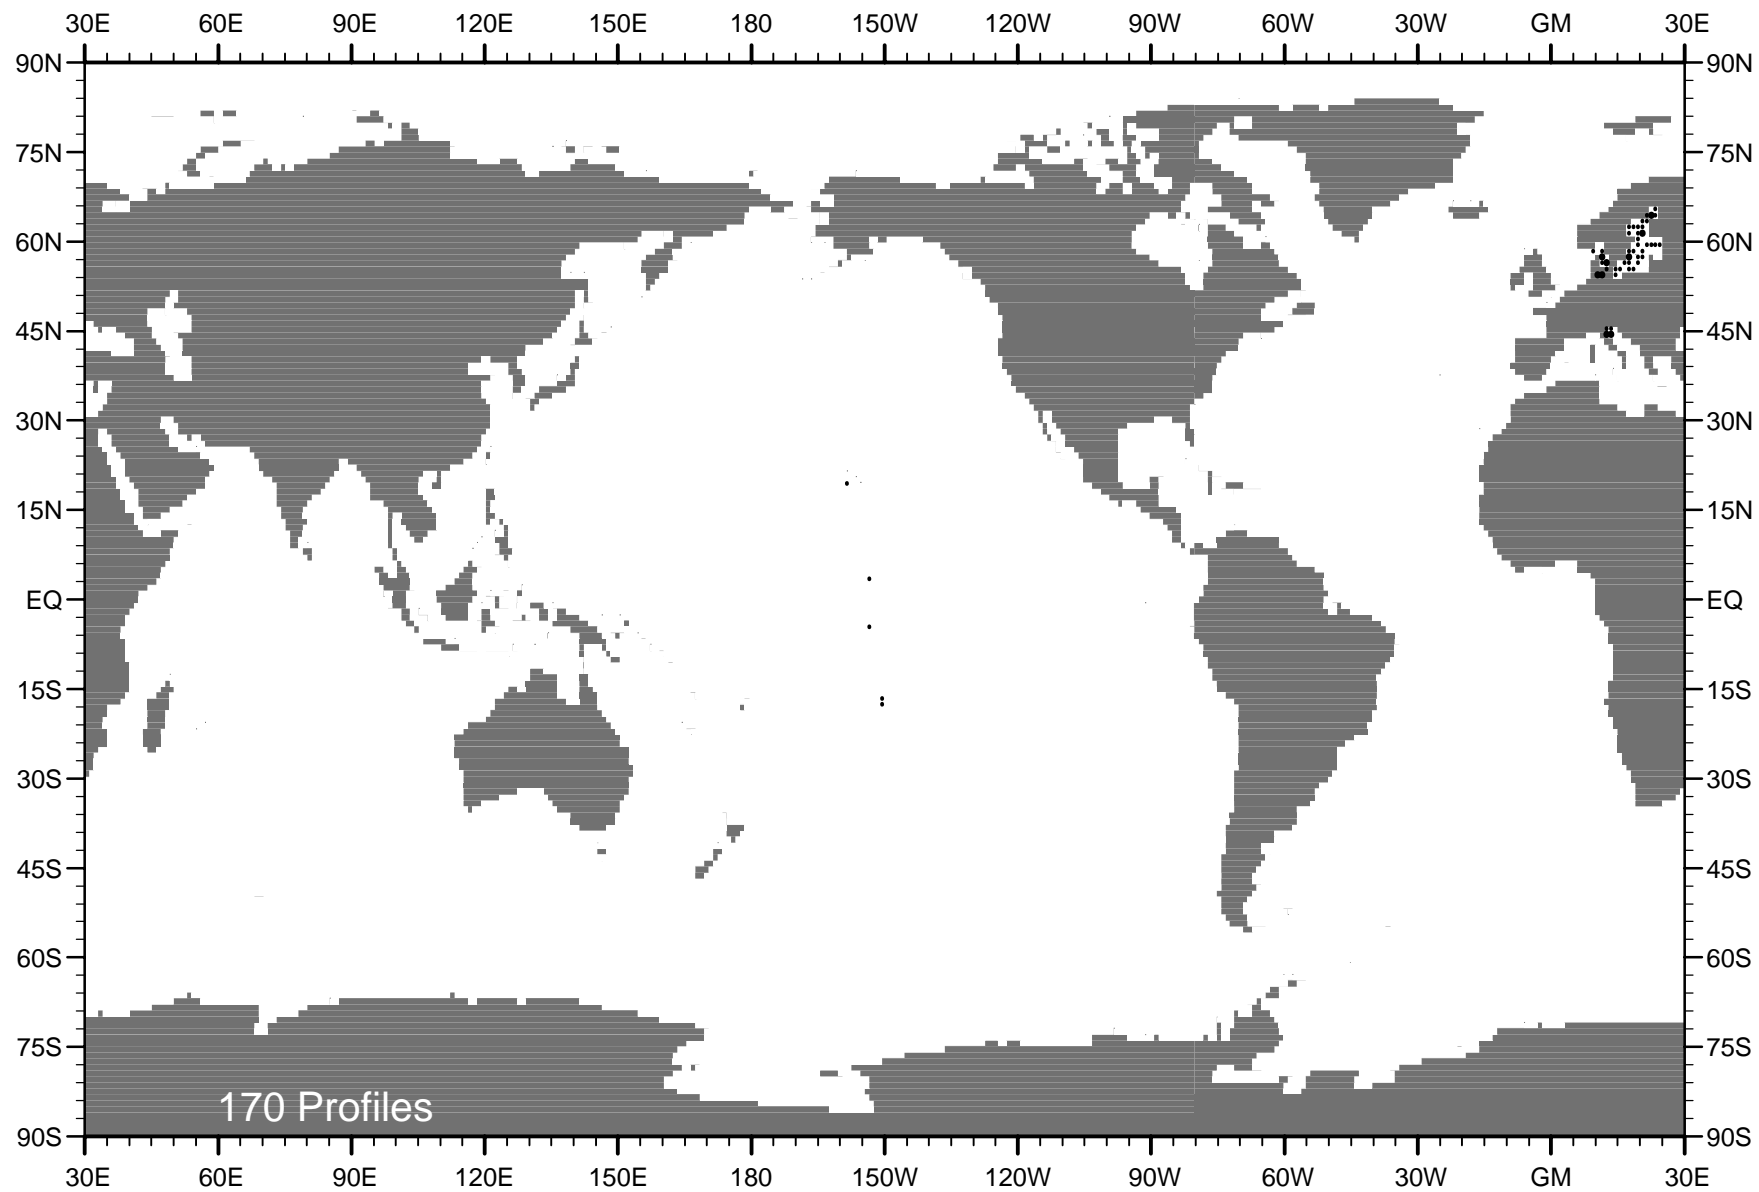 30E 60E 90E 120E 150E 180 150W 120W 90W 60W 30W GM 30E
90N 90N
75N 75N
60N 60N
45N 45N
30N 30N
15N 15N
EQ EQ
15S 15S
30S 30S
45S 45S
60S 60S
75S 75S
170 Profiles
90S 90S
30E 60E 90E 120E 150E 180 150W 120W 90W 60W 30W GM 30E